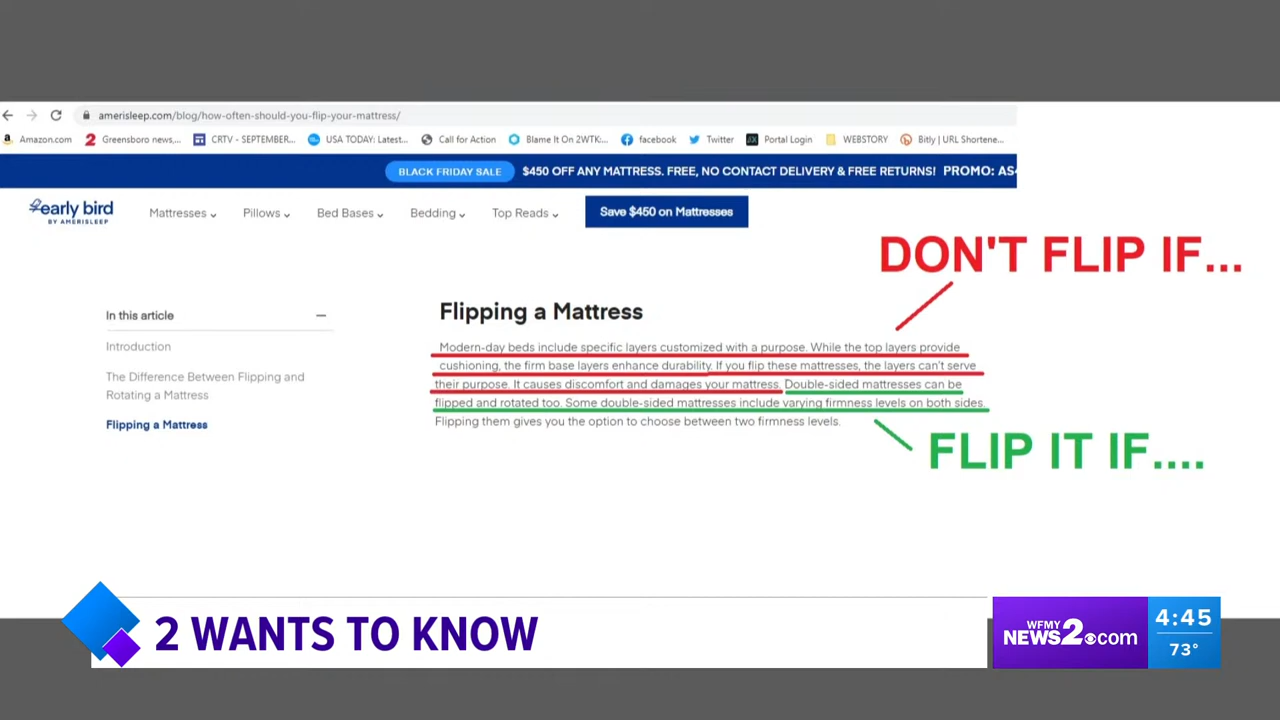 amerisleep.com/blog/how-often-should-you-flip-your-mattress/
Amazon.com
2 Greensboro news,...
CRTV - SEPTEMBER...
USA TODAY: Latest...
Call for Action
Blame It On 2WTK:...
facebook
Twitter
Portal Login
WEBSTORY
Bitly | URL Shortene...
BLACK FRIDAY SALE $450 OFF ANY MATTRESS. FREE, NO CONTACT DELIVERY & FREE RETURNS! PROMO:
early bird
BY AMERISLEEP
Mattresses Pillows Bed Bases Bedding Top Reads Save $450 on Mattresses
DON'T FLIP IF...
In this article
Introduction
The Difference Between Flipping and
Rotating a Mattress
Flipping a Mattress
Flipping a Mattress
Modern-day beds include specific layers customized with a purpose. While the top layers provide
cushioning, the firm base layers enhance durability. If you flip these mattresses, the layers can't serve
their purpose. It causes discomfort and damages your mattress. Double-sided mattresses can be
flipped and rotated too. Some double-sided mattresses include varying firmness levels on both sides.
Flipping them gives you the option to choose between two firmness levels.
FLIP IT IF....
2 WANTS TO KNOW
WFMY
NEWS 2 .com
4:45
73°